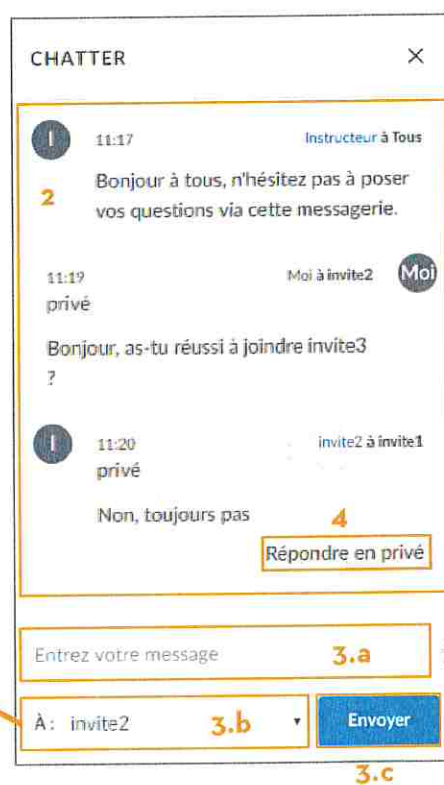 CHATTER ×
I 11:17 Instructeur à Tous
2 Bonjour à tous, n'hésitez pas à poser
vos questions via cette messagerie.
11:19 Moi à invite2 Moi
privé
Bonjour, as-tu réussi à joindre invite3
?
I 11:20 invite2 à invite1
privé
Non, toujours pas
4
Répondre en privé
Entrez votre message 3.a
À : invite2 3.b Envoyer
3.c